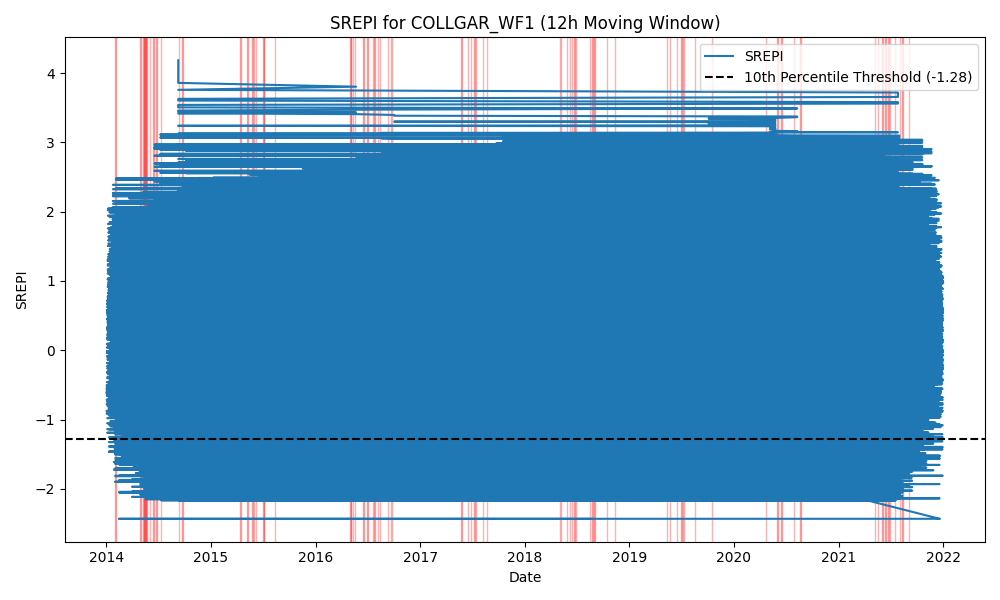 SREPI for COLLGAR_WF1 (12h Moving Window)
SREPI
10th Percentile Threshold (-1.28)
4
3
2
1
0
−1
−2
SREPI
2014 2015 2016 2017 2018 2019 2020 2021 2022
Date